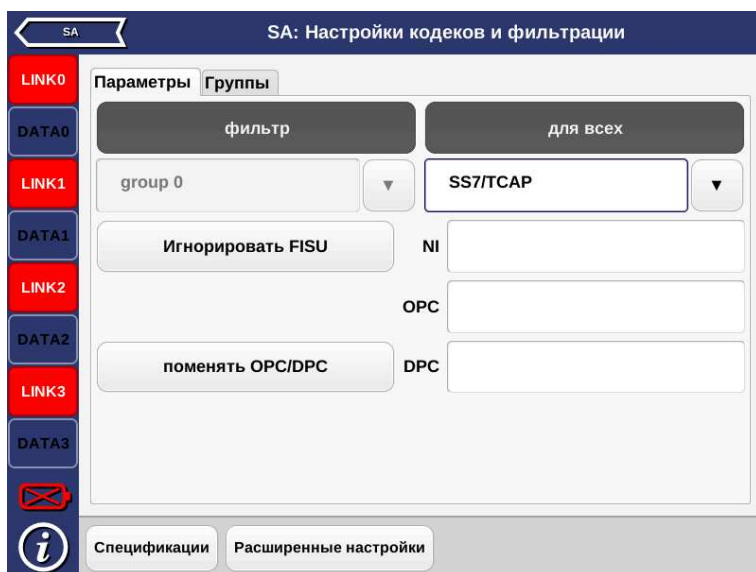 SA
SA: Настройки кодеков и фильтрации
LINK0
DATA0
LINK1
DATA1
LINK2
DATA2
LINK3
DATA3
Параметры Группы
фильтр для всех
group 0 SS7/TCAP
Игнорировать FISU NI
OPC
поменять OPC/DPC DPC
i
Спецификации Расширенные настройки